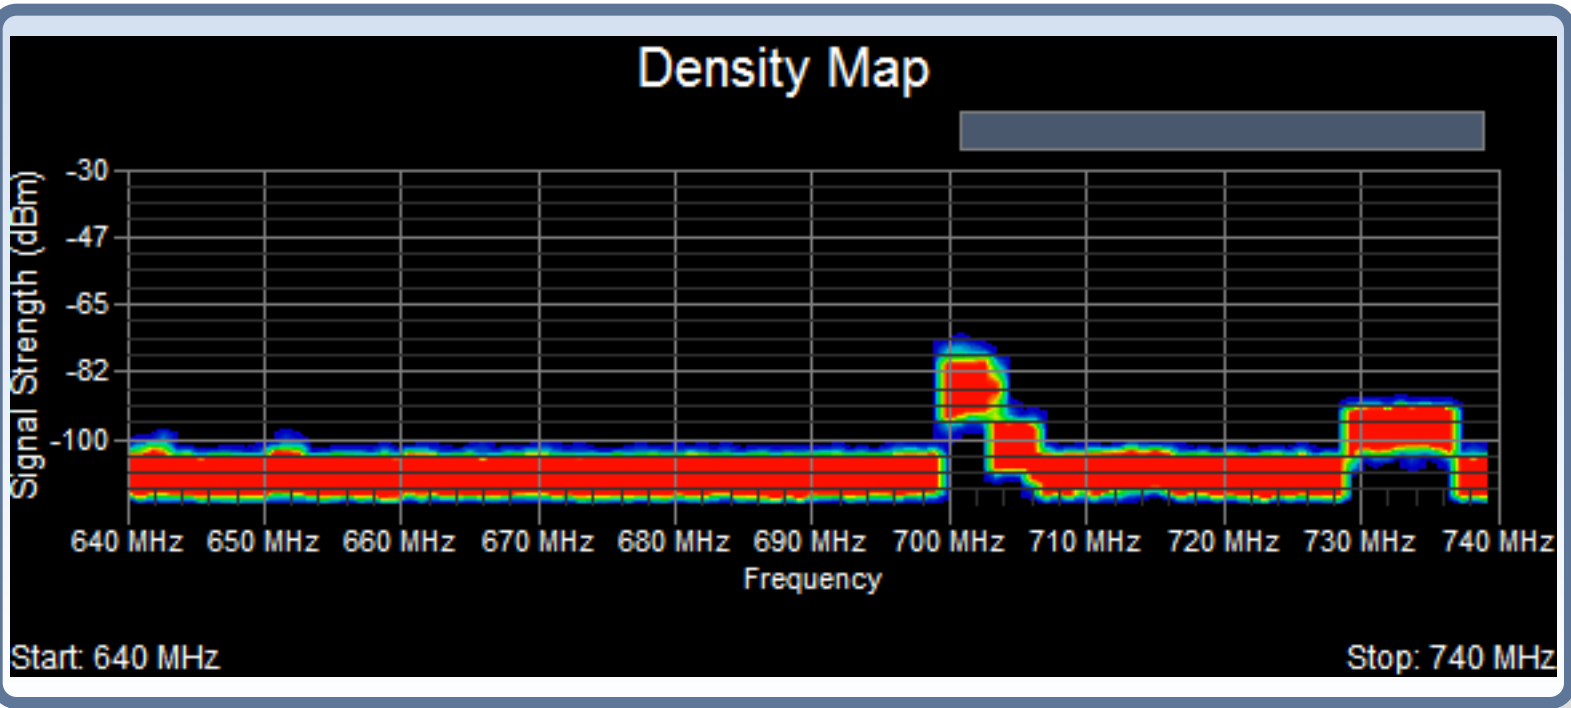 Density Map
Signal Strength (dBm)
-30
-47
-65
-82
-100
640 MHz 650 MHz 660 MHz 670 MHz 680 MHz 690 MHz 700 MHz 710 MHz 720 MHz 730 MHz 740 MHz
Frequency
Start: 640 MHz Stop: 740 MHz